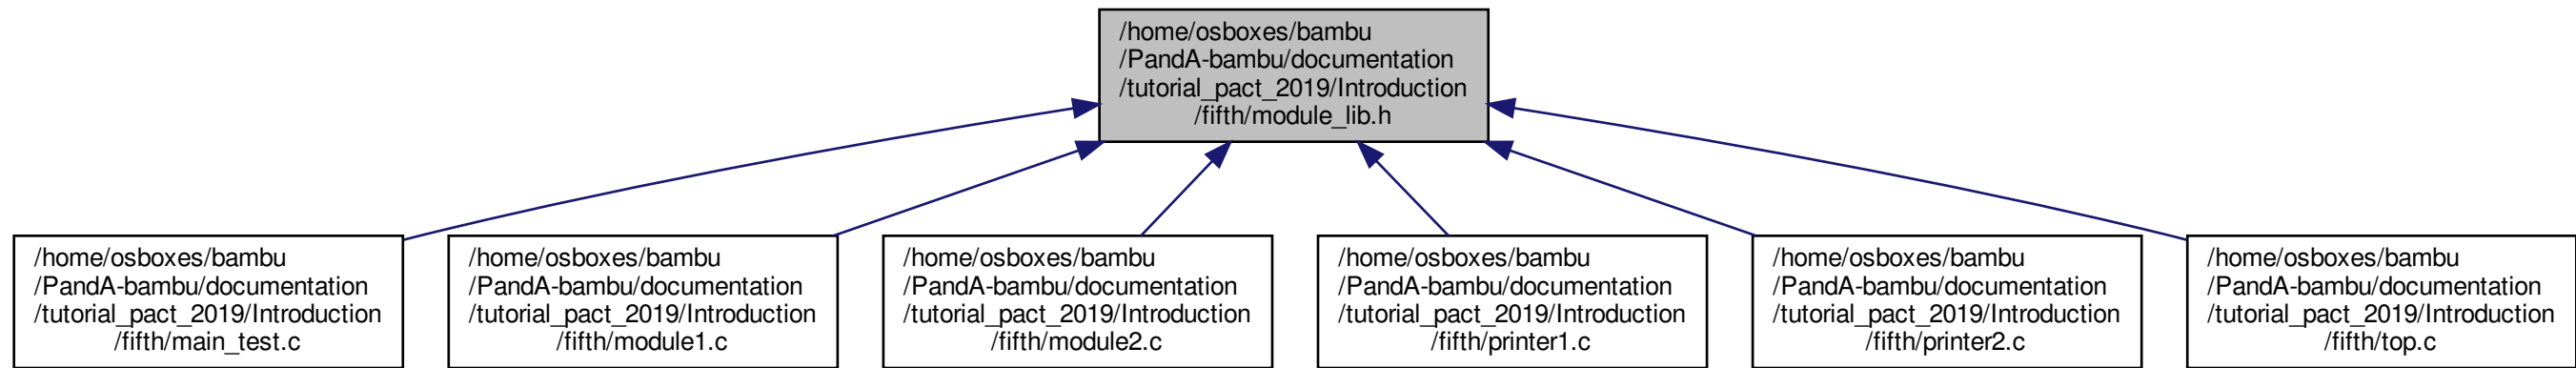 /home/osboxes/bambu
/PandA-bambu/documentation
/tutorial_pact_2019/Introduction
/fifth/module_lib.h
/home/osboxes/bambu
/PandA-bambu/documentation
/tutorial_pact_2019/Introduction
/fifth/main_test.c
/home/osboxes/bambu
/PandA-bambu/documentation
/tutorial_pact_2019/Introduction
/fifth/module1.c
/home/osboxes/bambu
/PandA-bambu/documentation
/tutorial_pact_2019/Introduction
/fifth/module2.c
/home/osboxes/bambu
/PandA-bambu/documentation
/tutorial_pact_2019/Introduction
/fifth/printer1.c
/home/osboxes/bambu
/PandA-bambu/documentation
/tutorial_pact_2019/Introduction
/fifth/printer2.c
/home/osboxes/bambu
/PandA-bambu/documentation
/tutorial_pact_2019/Introduction
/fifth/top.c